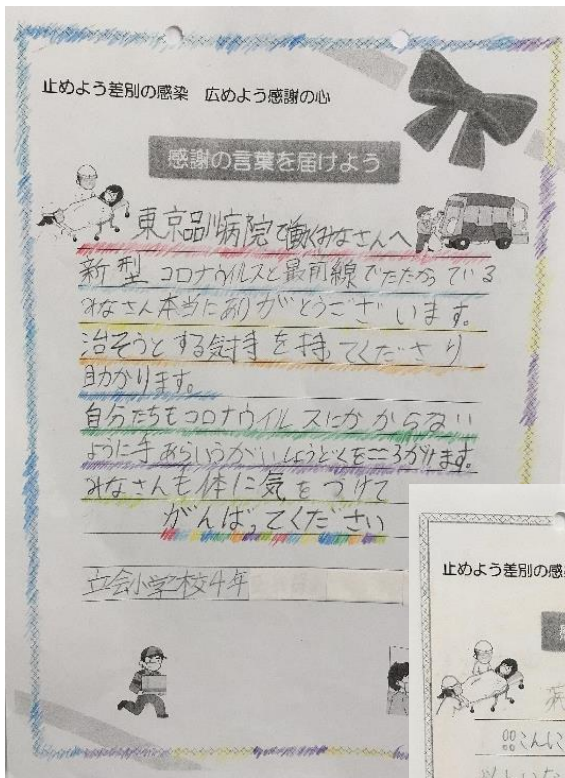 止めよう差別の感染 広めよう感謝の心
感謝の言葉を届けよう
東京品川病院で働くみなさんへ
新型コロナウイルスと最前線でたたかっている
みなさん本当にありがとうございます。
治そうとする気持を持ってくださり
助かります。
自分たちもコロナウイルスにかからない
ように手あらいうがいしょうどくを心がけます。
みなさんも体に気をつけて
がんばってください
立会小学校4年
止めよう差別の感
こんに